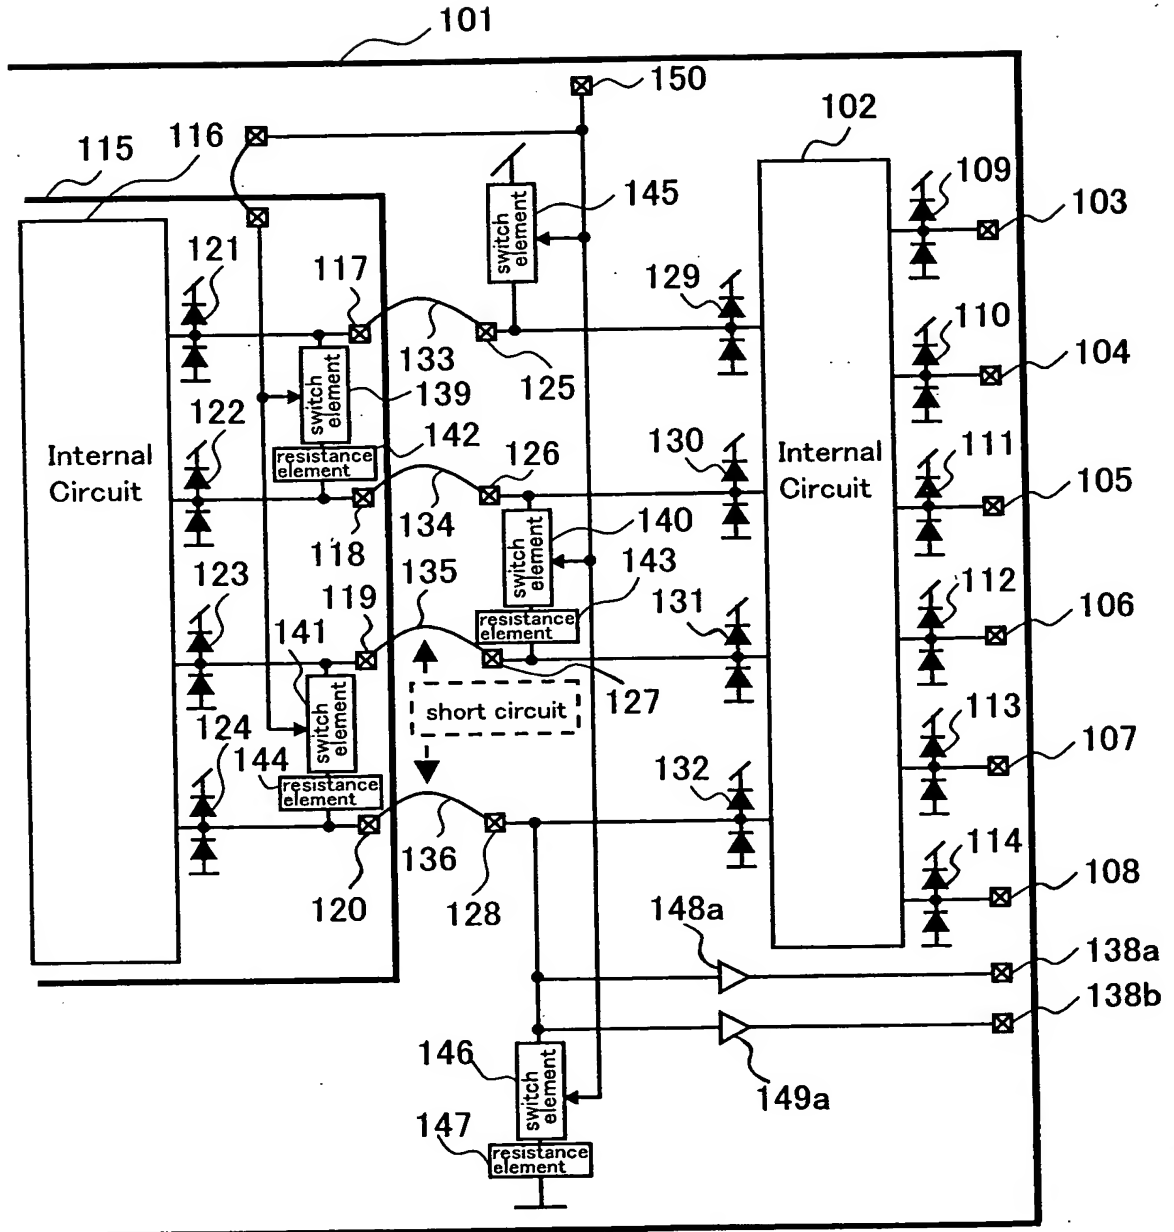 101
150
102
115
116
145
switch
element
109
103
121
117
129
133
125
110
104
switch
element
139
122
142
resistance
element
126
130
Internal
Circuit
Internal
Circuit
111
105
134
118
140
switch
element
143
123
135
119
131
resistance
element
112
106
141
switch
element
127
short circuit
124
113
107
144
resistance
element
132
136
120
128
114
108
148a
138a
138b
146
switch
element
149a
147
resistance
element